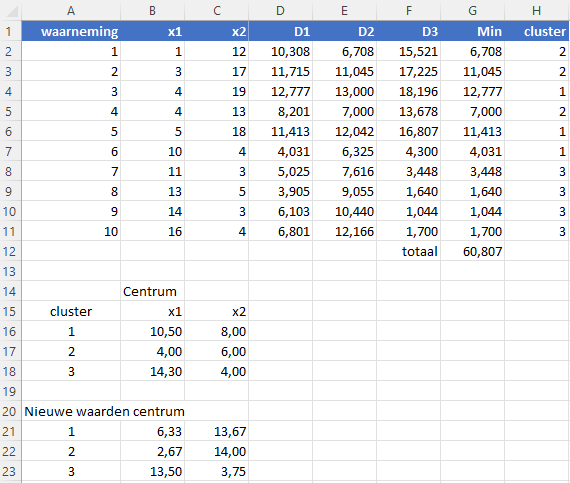 A B C D E F G H
1 waarneming x1 x2 D1 D2 D3 Min cluster
2 1 1 12 10,308 6,708 15,521 6,708 2
3 2 3 17 11,715 11,045 17,225 11,045 2
4 3 4 19 12,777 13,000 18,196 12,777 1
5 4 4 13 8,201 7,000 13,678 7,000 2
6 5 5 18 11,413 12,042 16,807 11,413 1
7 6 10 4 4,031 6,325 4,300 4,031 1
8 7 11 3 5,025 7,616 3,448 3,448 3
9 8 13 5 3,905 9,055 1,640 1,640 3
10 9 14 3 6,103 10,440 1,044 1,044 3
11 10 16 4 6,801 12,166 1,700 1,700 3
12 totaal 60,807
13
14 Centrum
15 cluster x1 x2
16 1 10,50 8,00
17 2 4,00 6,00
18 3 14,30 4,00
19
20 Nieuwe waarden centrum
21 1 6,33 13,67
22 2 2,67 14,00
23 3 13,50 3,75